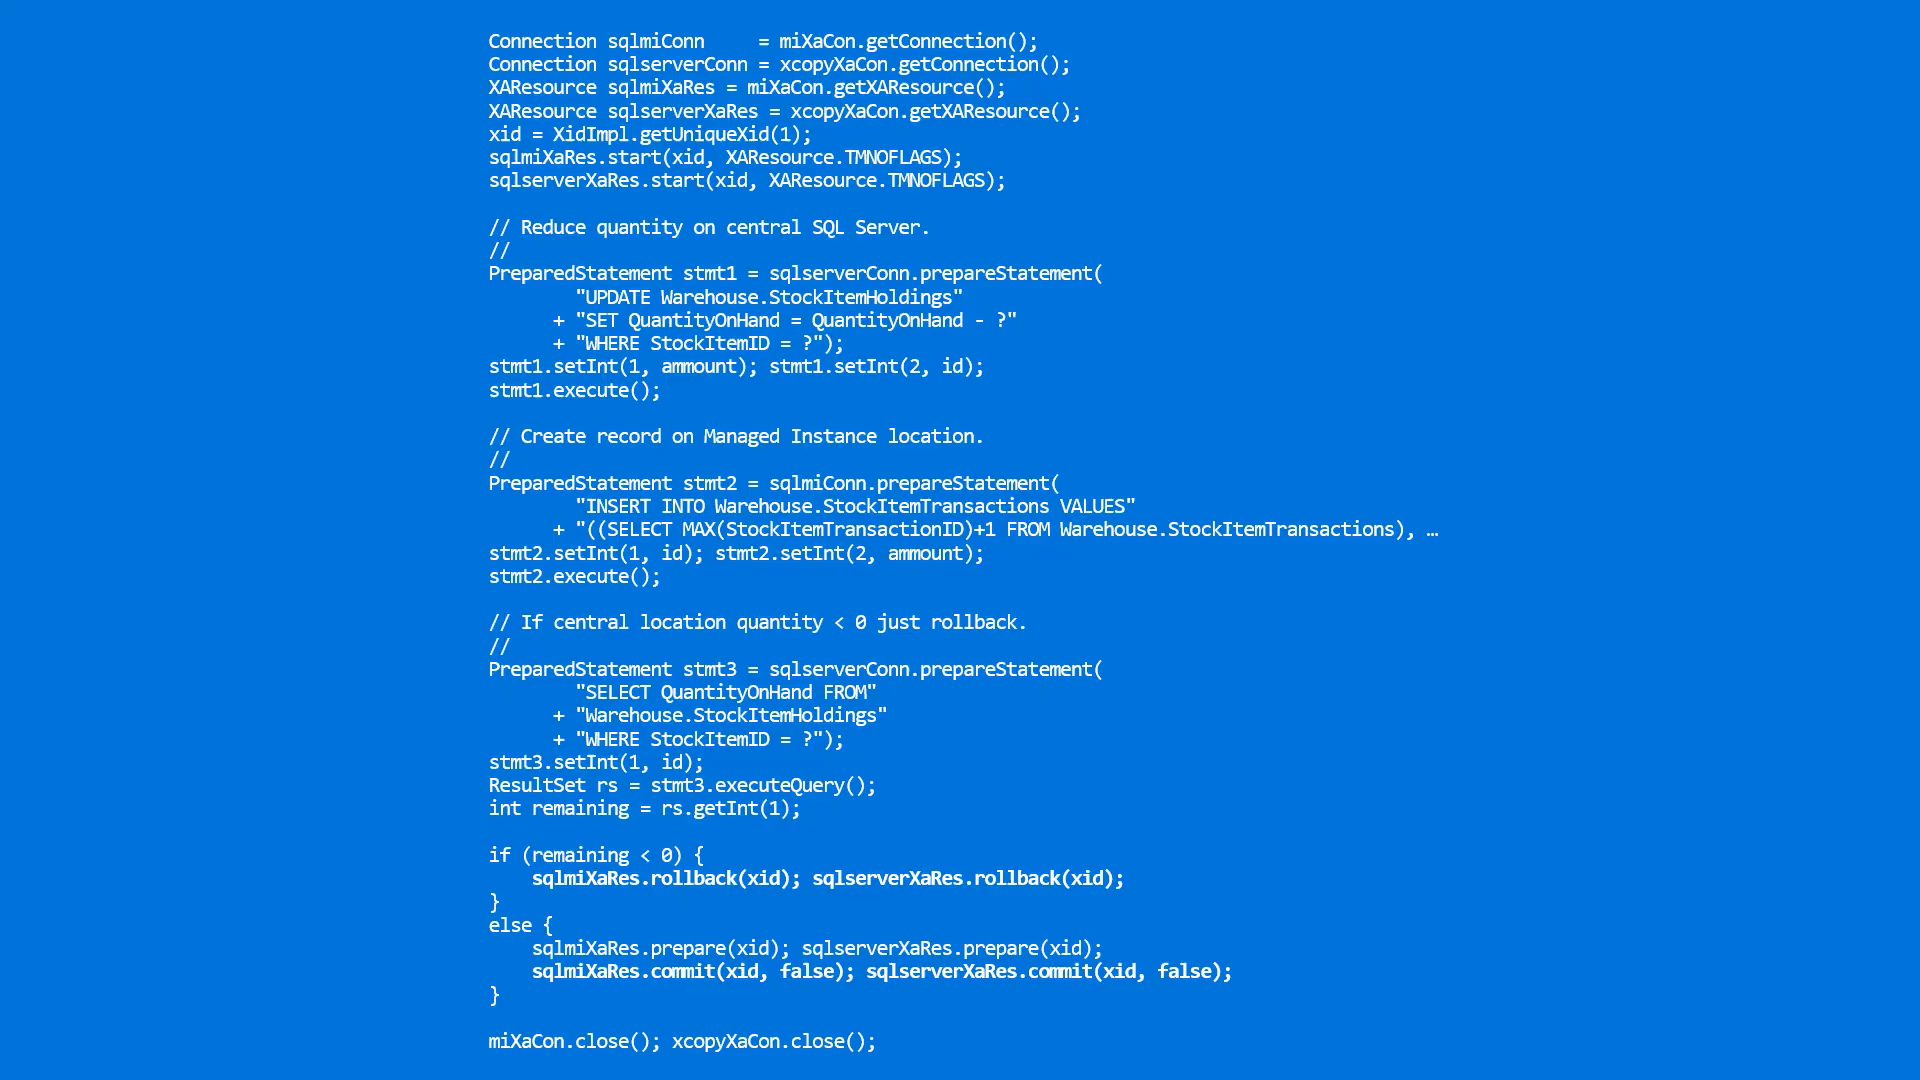 Connection sqlmiConn     = miXaCon.getConnection();
Connection sqlserverConn = xcopyXaCon.getConnection();
XAResource sqlmiXaRes = miXaCon.getXAResource();
XAResource sqlserverXaRes = xcopyXaCon.getXAResource();
xid = XidImpl.getUniqueXid(1);
sqlmiXaRes.start(xid, XAResource.TMNOFLAGS);
sqlserverXaRes.start(xid, XAResource.TMNOFLAGS);

// Reduce quantity on central SQL Server.
//
PreparedStatement stmt1 = sqlserverConn.prepareStatement(
        "UPDATE Warehouse.StockItemHoldings"
      + "SET QuantityOnHand = QuantityOnHand - ?"
      + "WHERE StockItemID = ?");
stmt1.setInt(1, ammount); stmt1.setInt(2, id);
stmt1.execute();

// Create record on Managed Instance location.
//
PreparedStatement stmt2 = sqlmiConn.prepareStatement(
        "INSERT INTO Warehouse.StockItemTransactions VALUES"
      + "((SELECT MAX(StockItemTransactionID)+1 FROM Warehouse.StockItemTransactions), …
stmt2.setInt(1, id); stmt2.setInt(2, ammount);
stmt2.execute();

// If central location quantity < 0 just rollback.
//
PreparedStatement stmt3 = sqlserverConn.prepareStatement(
        "SELECT QuantityOnHand FROM"
      + "Warehouse.StockItemHoldings"
      + "WHERE StockItemID = ?");
stmt3.setInt(1, id);
ResultSet rs = stmt3.executeQuery();
int remaining = rs.getInt(1);

if (remaining < 0) {
    sqlmiXaRes.rollback(xid); sqlserverXaRes.rollback(xid);
}
else {
    sqlmiXaRes.prepare(xid); sqlserverXaRes.prepare(xid);
    sqlmiXaRes.commit(xid, false); sqlserverXaRes.commit(xid, false);
}

miXaCon.close(); xcopyXaCon.close();